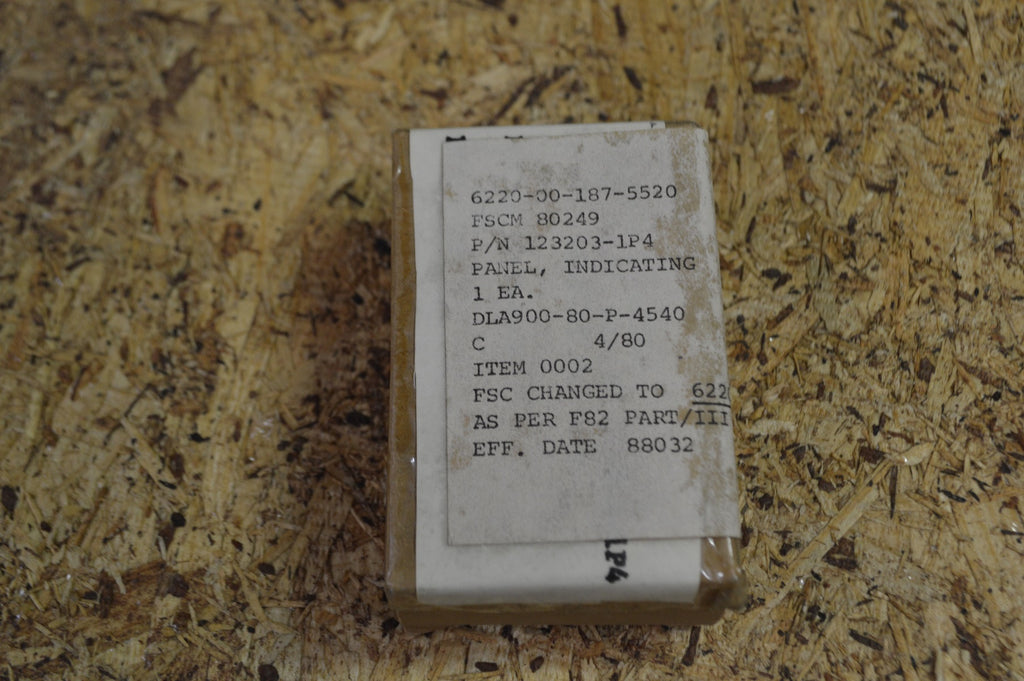 6220-00-187-5520
FSCM 80249
P/N 123203-1P4
PANEL, INDICATING
1 EA.
DLA900-80-P-4540
C 4/80
ITEM 0002
FSC CHANGED TO 622
AS PER F82 PART/III
EFF. DATE 88032
1P4